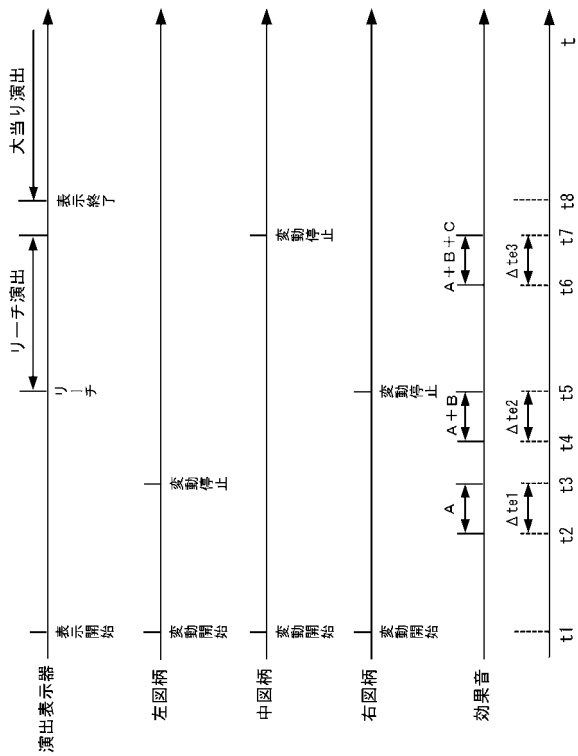 演出表示器
表示開始
リーチ
リーチ演出
表示終了
大当り演出
左図柄
変動開始
変動停止
中図柄
変動開始
変動停止
右図柄
変動開始
変動停止
効果音
A
A+B
A+B+C
Δte1
Δte2
Δte3
t1
t2
t3
t4
t5
t6
t7
t8
t